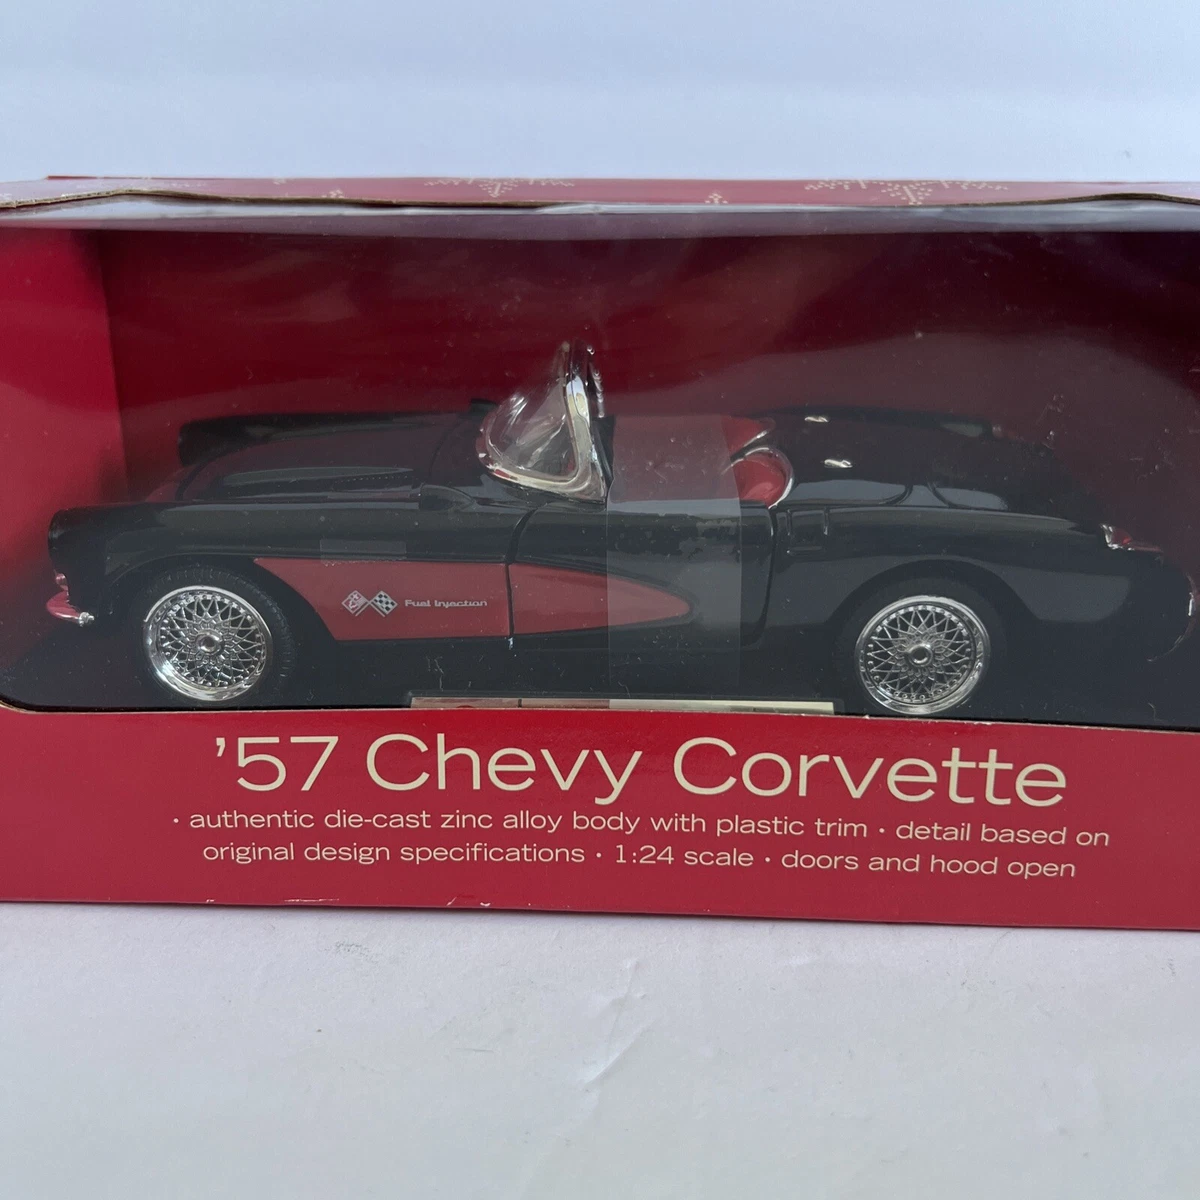 Fuel Injection
'57 Chevy Corvette
• authentic die-cast zinc alloy body with plastic trim • detail based on
original design specifications • 1:24 scale • doors and hood open